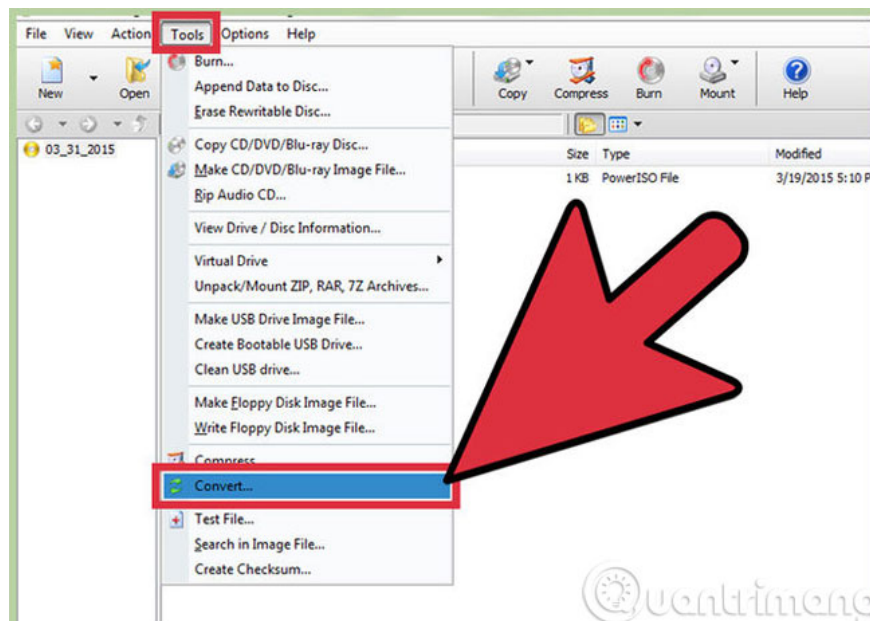 File View Action Tools Options Help
New Open Copy Compress Burn Mount Help
03_31_2015
Size Type Modified
1 KB PowerISO File 3/19/2015 5:10 P
Burn...
Append Data to Disc...
Erase Rewritable Disc...
Copy CD/DVD/Blu-ray Disc...
Make CD/DVD/Blu-ray Image File...
Rip Audio CD...
View Drive / Disc Information...
Virtual Drive
Unpack/Mount ZIP, RAR, 7Z Archives...
Make USB Drive Image File...
Create Bootable USB Drive...
Clean USB drive...
Make Floppy Disk Image File...
Write Floppy Disk Image File...
Compress
Convert...
Test File...
Search in Image File...
Create Checksum...
Quantrimang